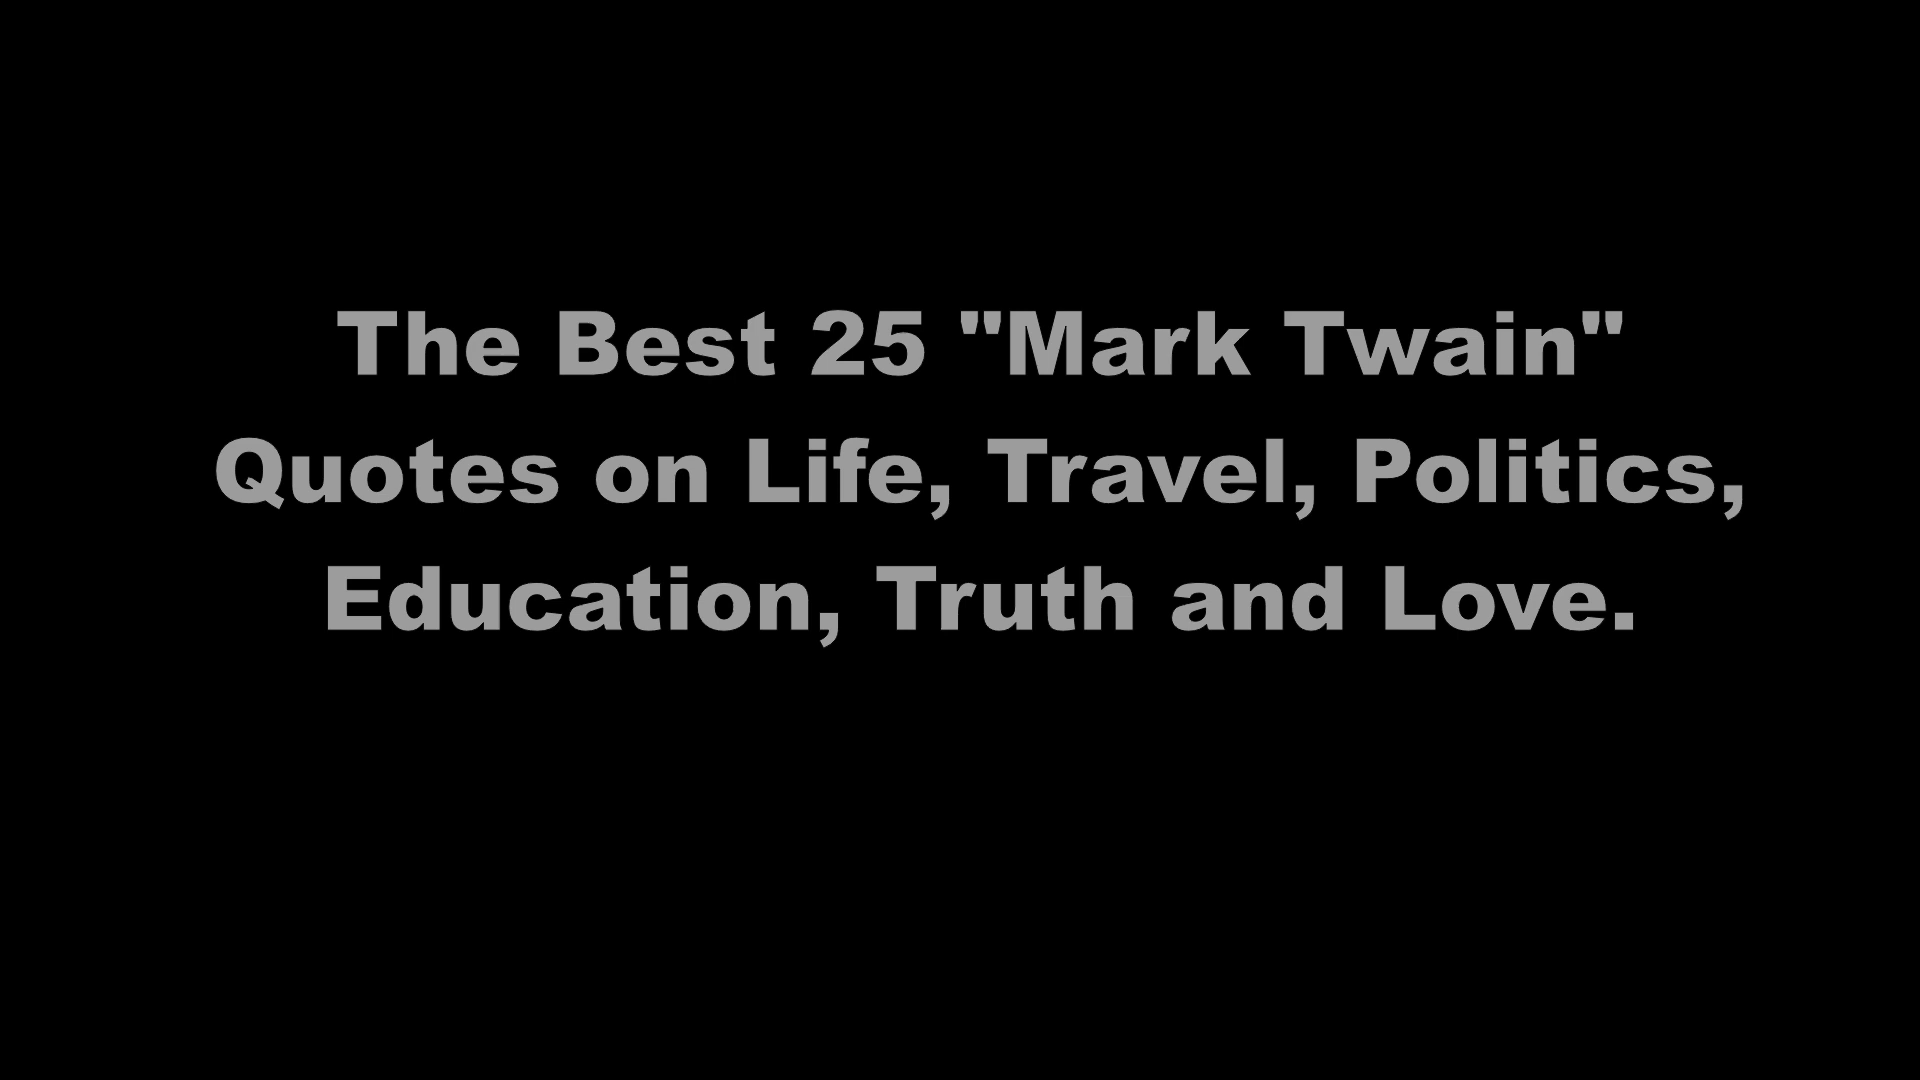 The Best 25 "Mark Twain"
Quotes on Life, Travel, Politics,
Education, Truth and Love.